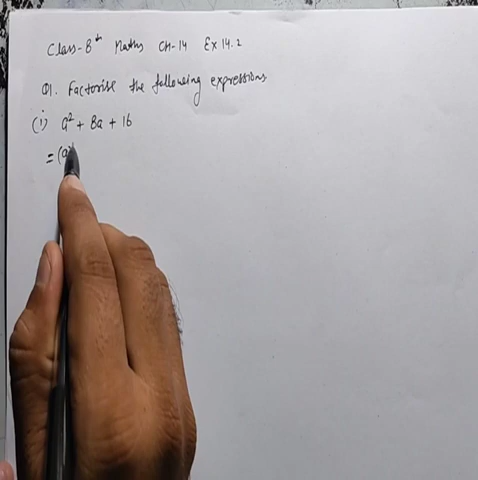 Class-8th Maths CH-14 Ex 14.2
Q1. Factorise the following expressions
(i) a² + 8a + 16
= (a)